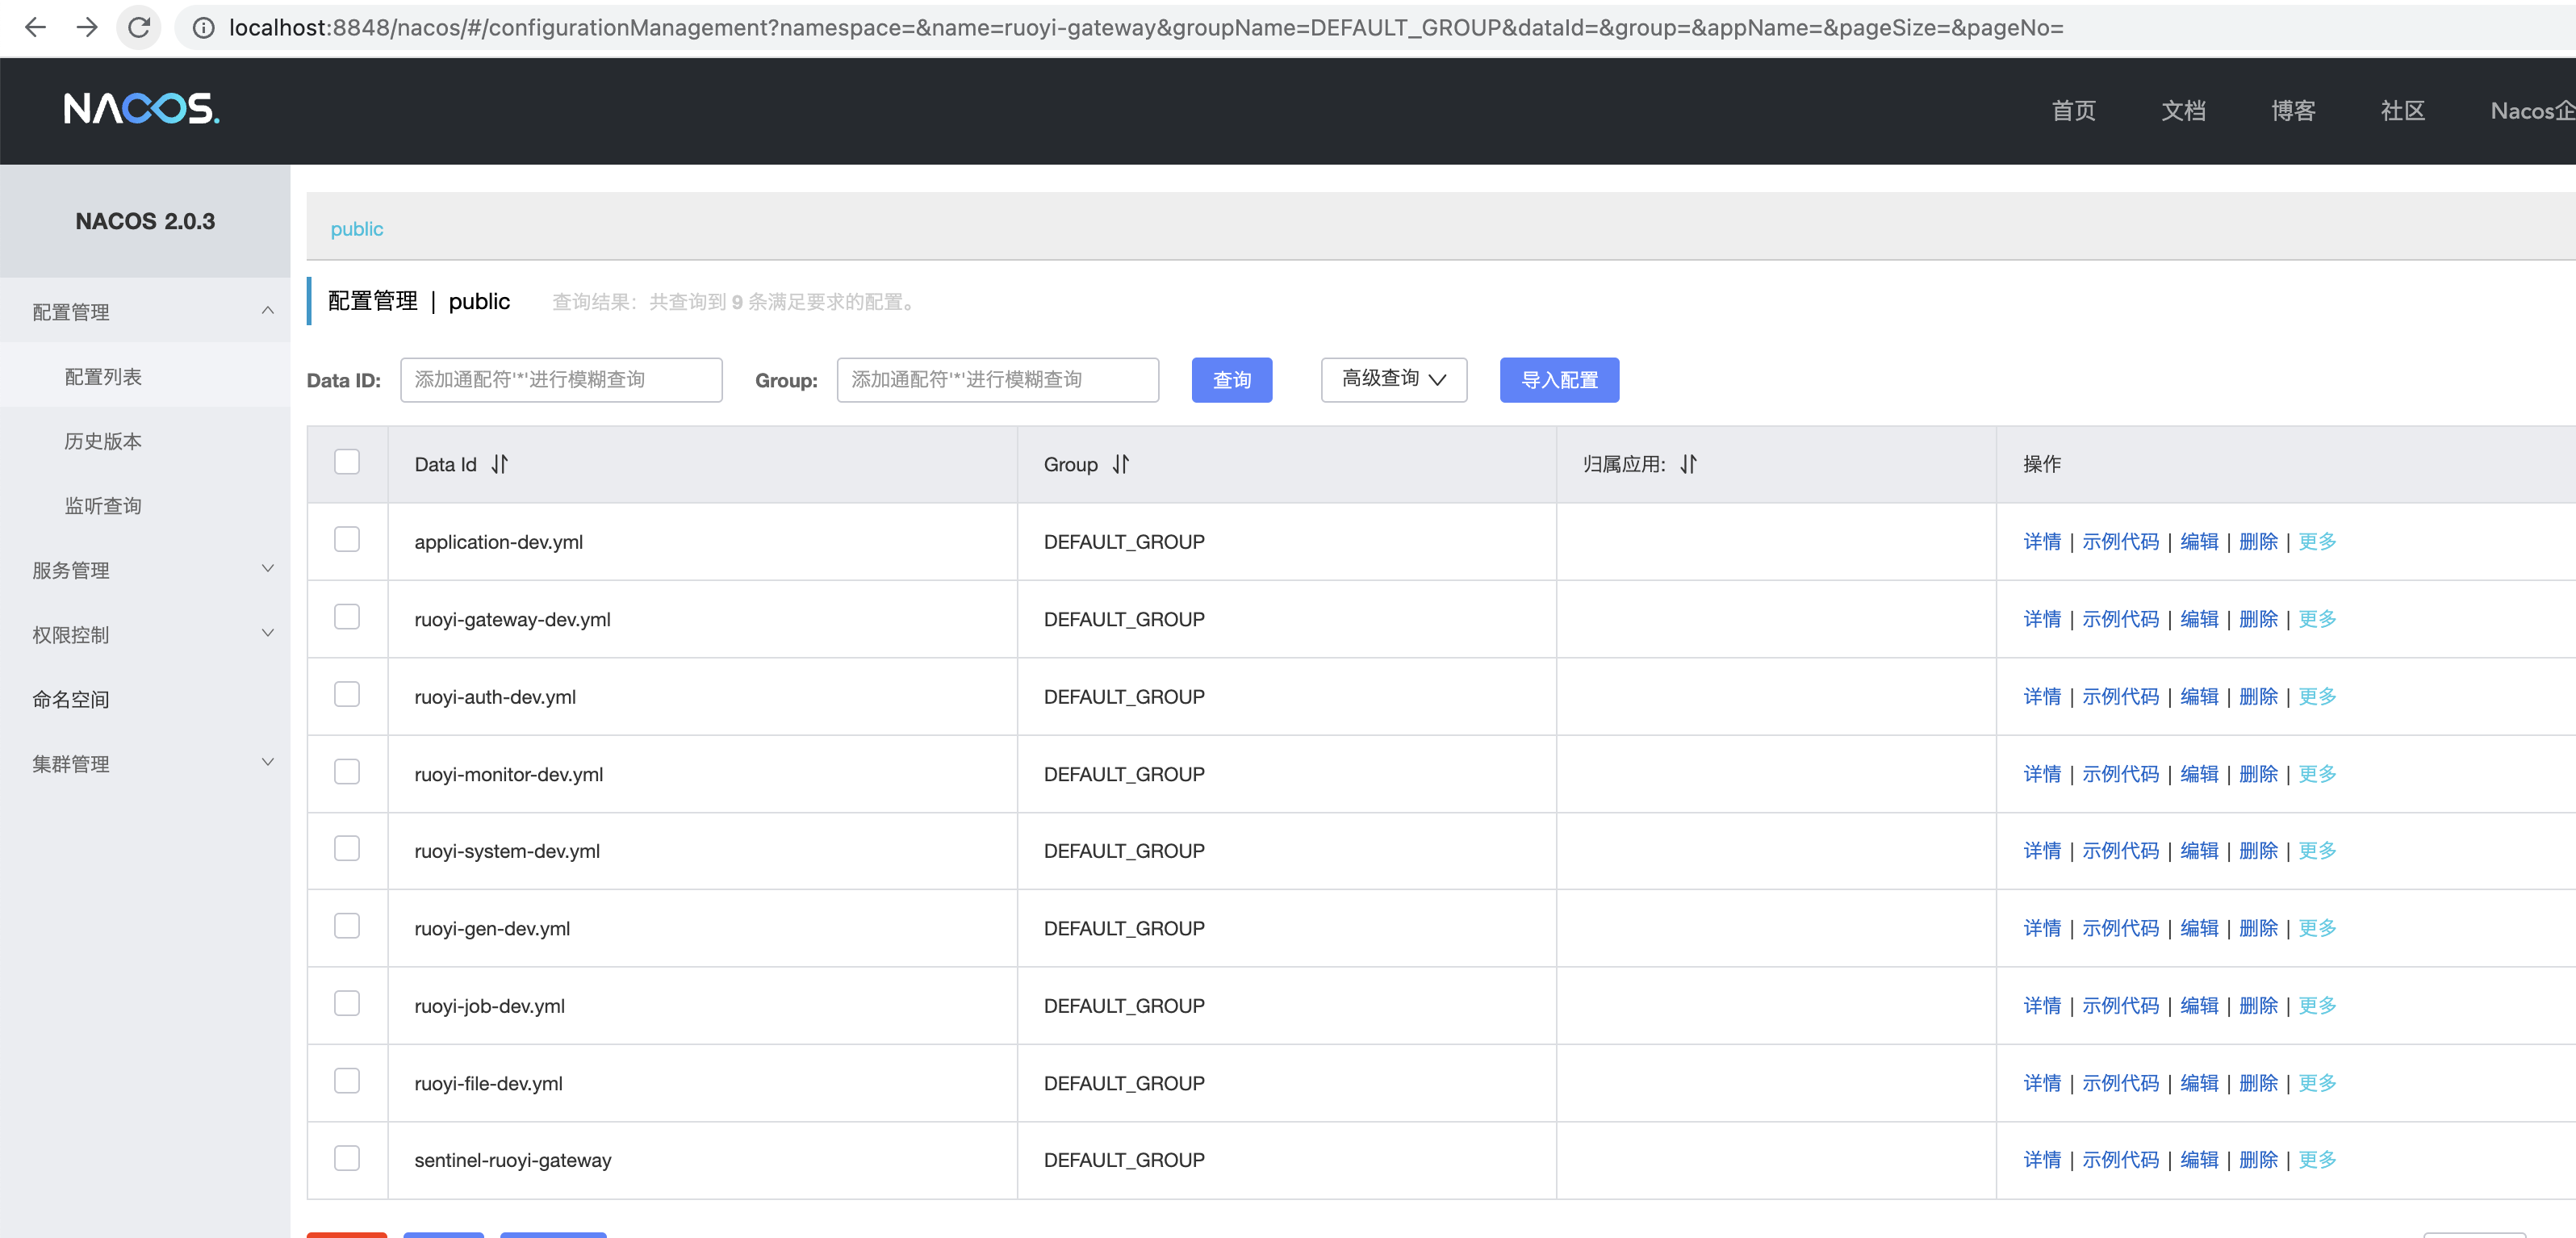 localhost:8848/nacos/#/configurationManagement?namespace=&name=ruoyi-gateway&groupName=DEFAULT_GROUP&dataId=&group=&appName=&pageSize=&pageNo=
NACOS. 首页 文档 博客 社区 Nacos企
NACOS 2.0.3
配置管理
配置列表
历史版本
监听查询
服务管理
权限控制
命名空间
集群管理
public
配置管理 | public 查询结果：共查询到 9 条满足要求的配置。
Data ID: 添加通配符'*'进行模糊查询 Group: 添加通配符'*'进行模糊查询 查询 高级查询 导入配置
Data Id Group 归属应用: 操作
application-dev.yml DEFAULT_GROUP 详情 | 示例代码 | 编辑 | 删除 | 更多
ruoyi-gateway-dev.yml DEFAULT_GROUP 详情 | 示例代码 | 编辑 | 删除 | 更多
ruoyi-auth-dev.yml DEFAULT_GROUP 详情 | 示例代码 | 编辑 | 删除 | 更多
ruoyi-monitor-dev.yml DEFAULT_GROUP 详情 | 示例代码 | 编辑 | 删除 | 更多
ruoyi-system-dev.yml DEFAULT_GROUP 详情 | 示例代码 | 编辑 | 删除 | 更多
ruoyi-gen-dev.yml DEFAULT_GROUP 详情 | 示例代码 | 编辑 | 删除 | 更多
ruoyi-job-dev.yml DEFAULT_GROUP 详情 | 示例代码 | 编辑 | 删除 | 更多
ruoyi-file-dev.yml DEFAULT_GROUP 详情 | 示例代码 | 编辑 | 删除 | 更多
sentinel-ruoyi-gateway DEFAULT_GROUP 详情 | 示例代码 | 编辑 | 删除 | 更多